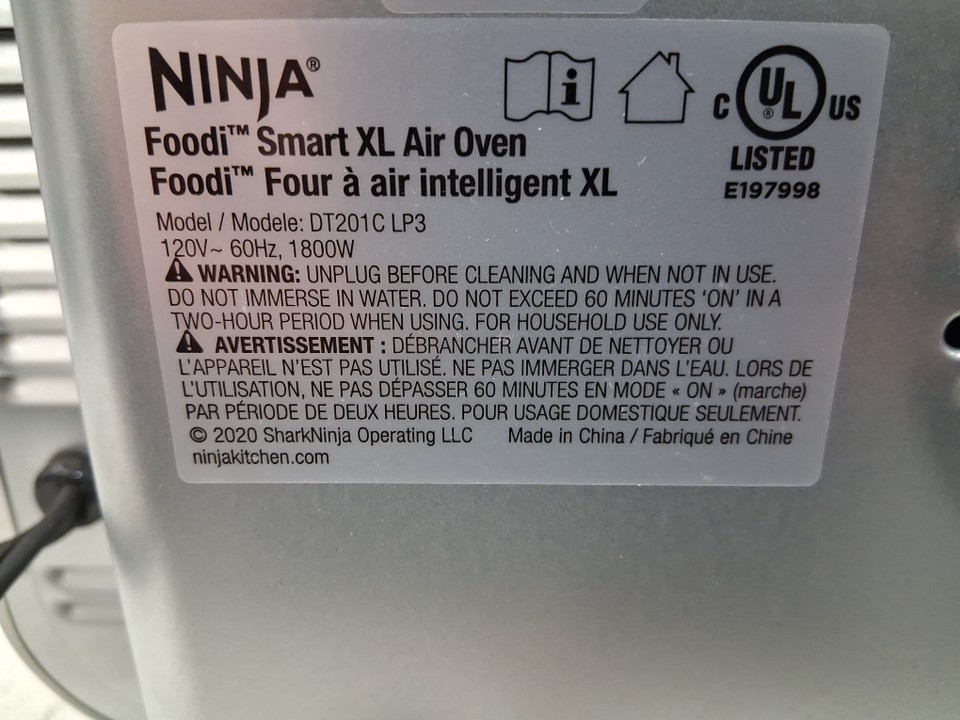 NINJA®
Foodi™ Smart XL Air Oven
Foodi™ Four à air intelligent XL
C UL® US
LISTED
E197998
Model / Modele: DT201C LP3
120V~ 60Hz, 1800W
WARNING: UNPLUG BEFORE CLEANING AND WHEN NOT IN USE.
DO NOT IMMERSE IN WATER. DO NOT EXCEED 60 MINUTES 'ON' IN A
TWO-HOUR PERIOD WHEN USING. FOR HOUSEHOLD USE ONLY.
AVERTISSEMENT : DÉBRANCHER AVANT DE NETTOYER OU
L'APPAREIL N'EST PAS UTILISÉ. NE PAS IMMERGER DANS L'EAU. LORS DE
L'UTILISATION, NE PAS DÉPASSER 60 MINUTES EN MODE « ON » (marche)
PAR PÉRIODE DE DEUX HEURES. POUR USAGE DOMESTIQUE SEULEMENT.
© 2020 SharkNinja Operating LLC Made in China / Fabriqué en Chine
ninjakitchen.com